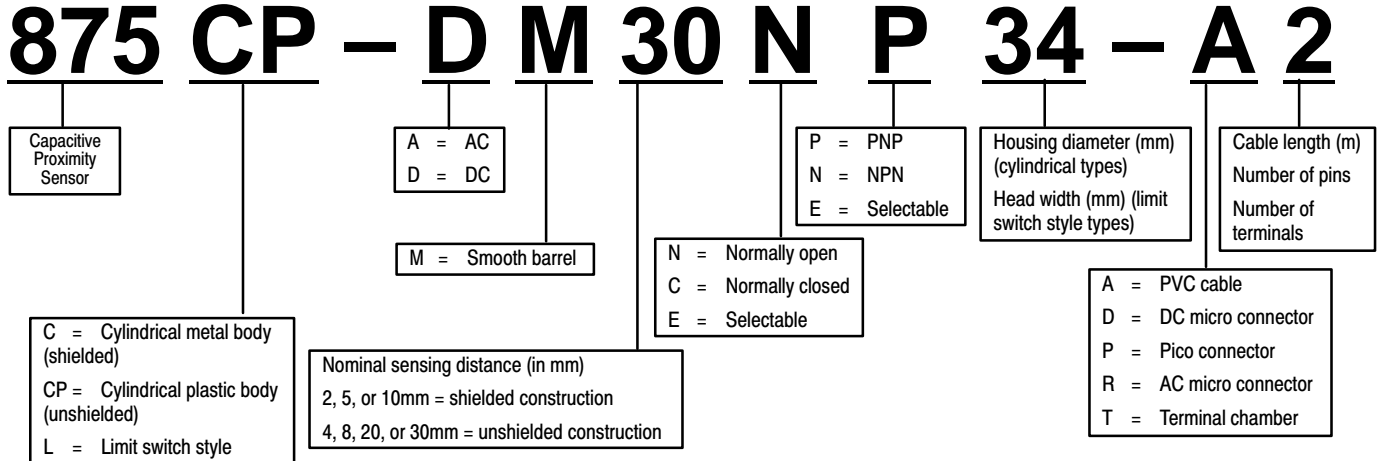 875 CP – D M 30 N P 34 – A 2
Capacitive
Proximity
Sensor
A = AC
D = DC
P = PNP
N = NPN
E = Selectable
Housing diameter (mm)
(cylindrical types)
Head width (mm) (limit
switch style types)
Cable length (m)
Number of pins
Number of
terminals
M = Smooth barrel
N = Normally open
C = Normally closed
E = Selectable
A = PVC cable
D = DC micro connector
P = Pico connector
R = AC micro connector
T = Terminal chamber
C = Cylindrical metal body
(shielded)
CP = Cylindrical plastic body
(unshielded)
L = Limit switch style
Nominal sensing distance (in mm)
2, 5, or 10mm = shielded construction
4, 8, 20, or 30mm = unshielded construction